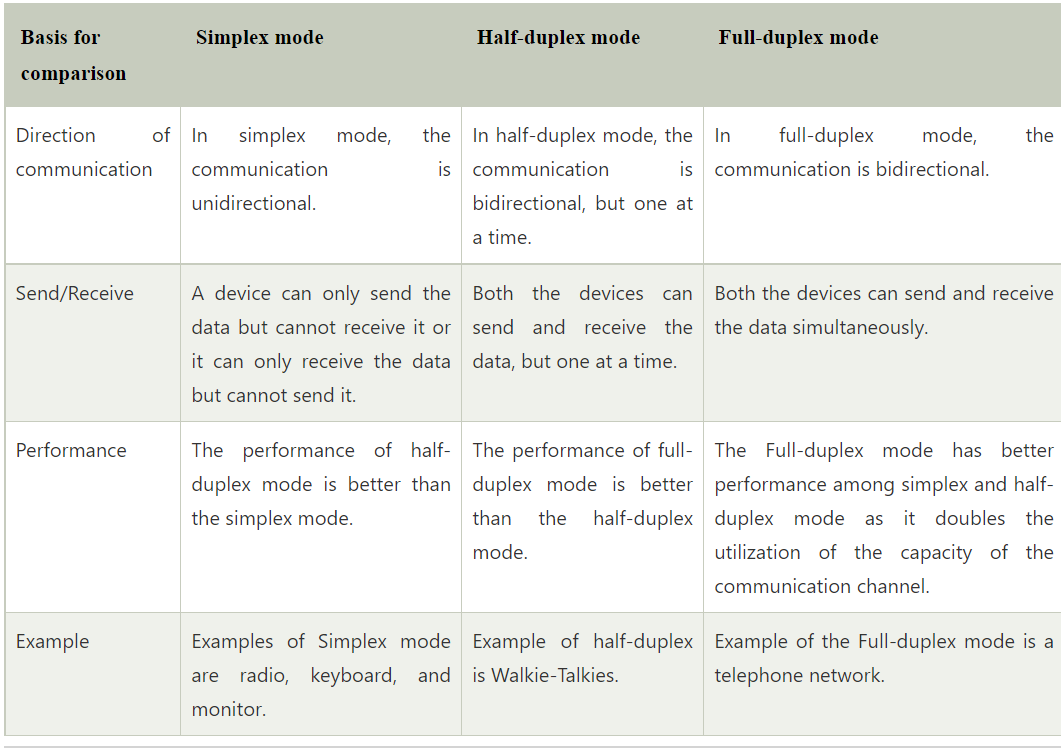 Basis for
comparison
Simplex mode
Half-duplex mode
Full-duplex mode
Direction of
communication
In simplex mode, the
communication is
unidirectional.
In half-duplex mode, the
communication is
bidirectional, but one at
a time.
In full-duplex mode, the
communication is bidirectional.
Send/Receive
A device can only send the
data but cannot receive it or
it can only receive the data
but cannot send it.
Both the devices can
send and receive the
data, but one at a time.
Both the devices can send and receive
the data simultaneously.
Performance
The performance of half-
duplex mode is better than
the simplex mode.
The performance of full-
duplex mode is better
than the half-duplex
mode.
The Full-duplex mode has better
performance among simplex and half-
duplex mode as it doubles the
utilization of the capacity of the
communication channel.
Example
Examples of Simplex mode
are radio, keyboard, and
monitor.
Example of half-duplex
is Walkie-Talkies.
Example of the Full-duplex mode is a
telephone network.